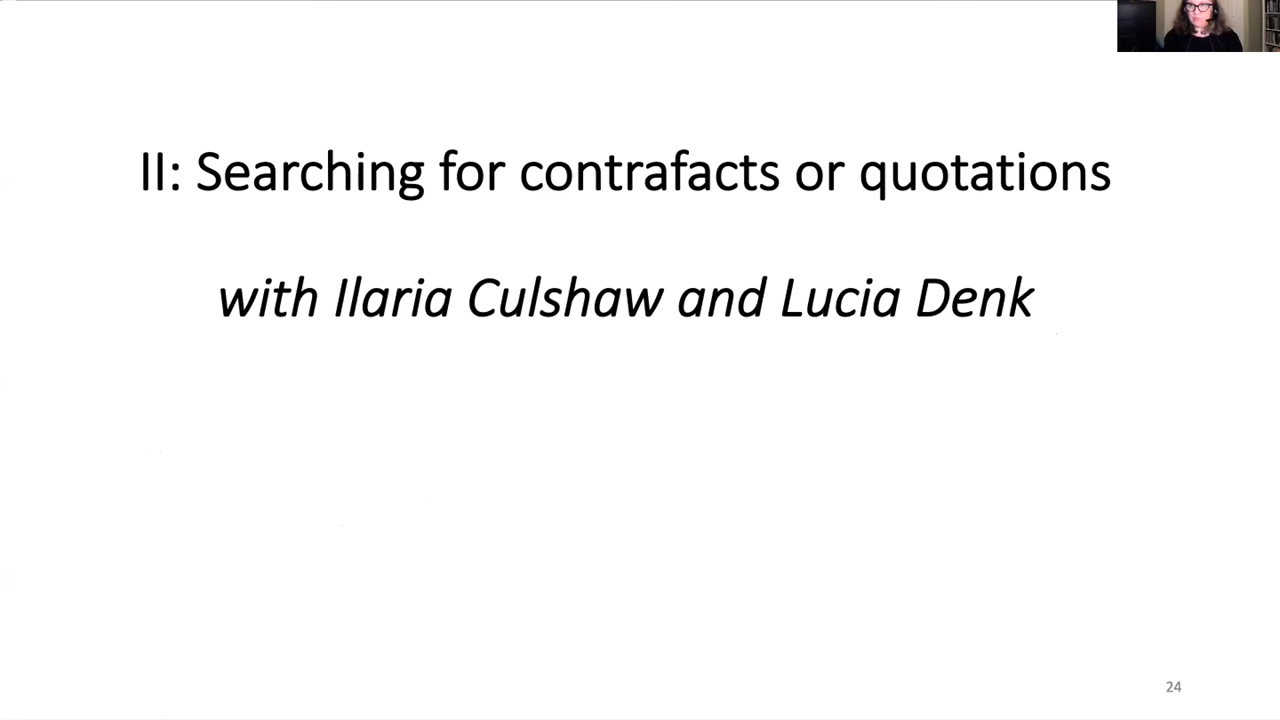 II: Searching for contrafacts or quotations
with Ilaria Culshaw and Lucia Denk
24